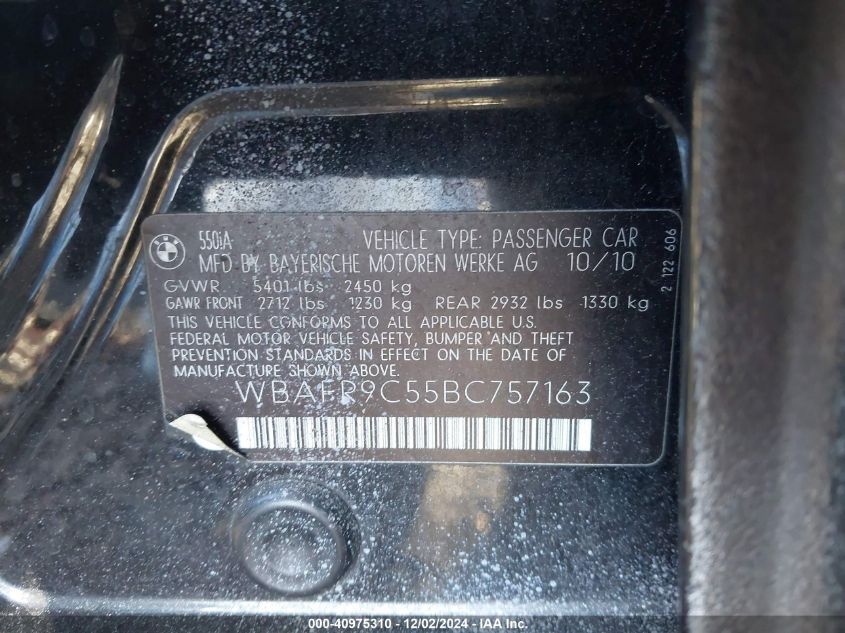 550iA VEHICLE TYPE: PASSENGER CAR
MFD BY BAYERISCHE MOTOREN WERKE AG 10/10
GVWR 5401 lbs 2450 kg
GAWR FRONT 2712 lbs 1230 kg REAR 2932 lbs 1330 kg
THIS VEHICLE CONFORMS TO ALL APPLICABLE U.S.
FEDERAL MOTOR VEHICLE SAFETY, BUMPER AND THEFT
PREVENTION STANDARDS IN EFFECT ON THE DATE OF
MANUFACTURE SHOWN ABOVE.
WBAFR9C55BC757163
2 122 606
000-40975310 - 12/02/2024 - IAA Inc.